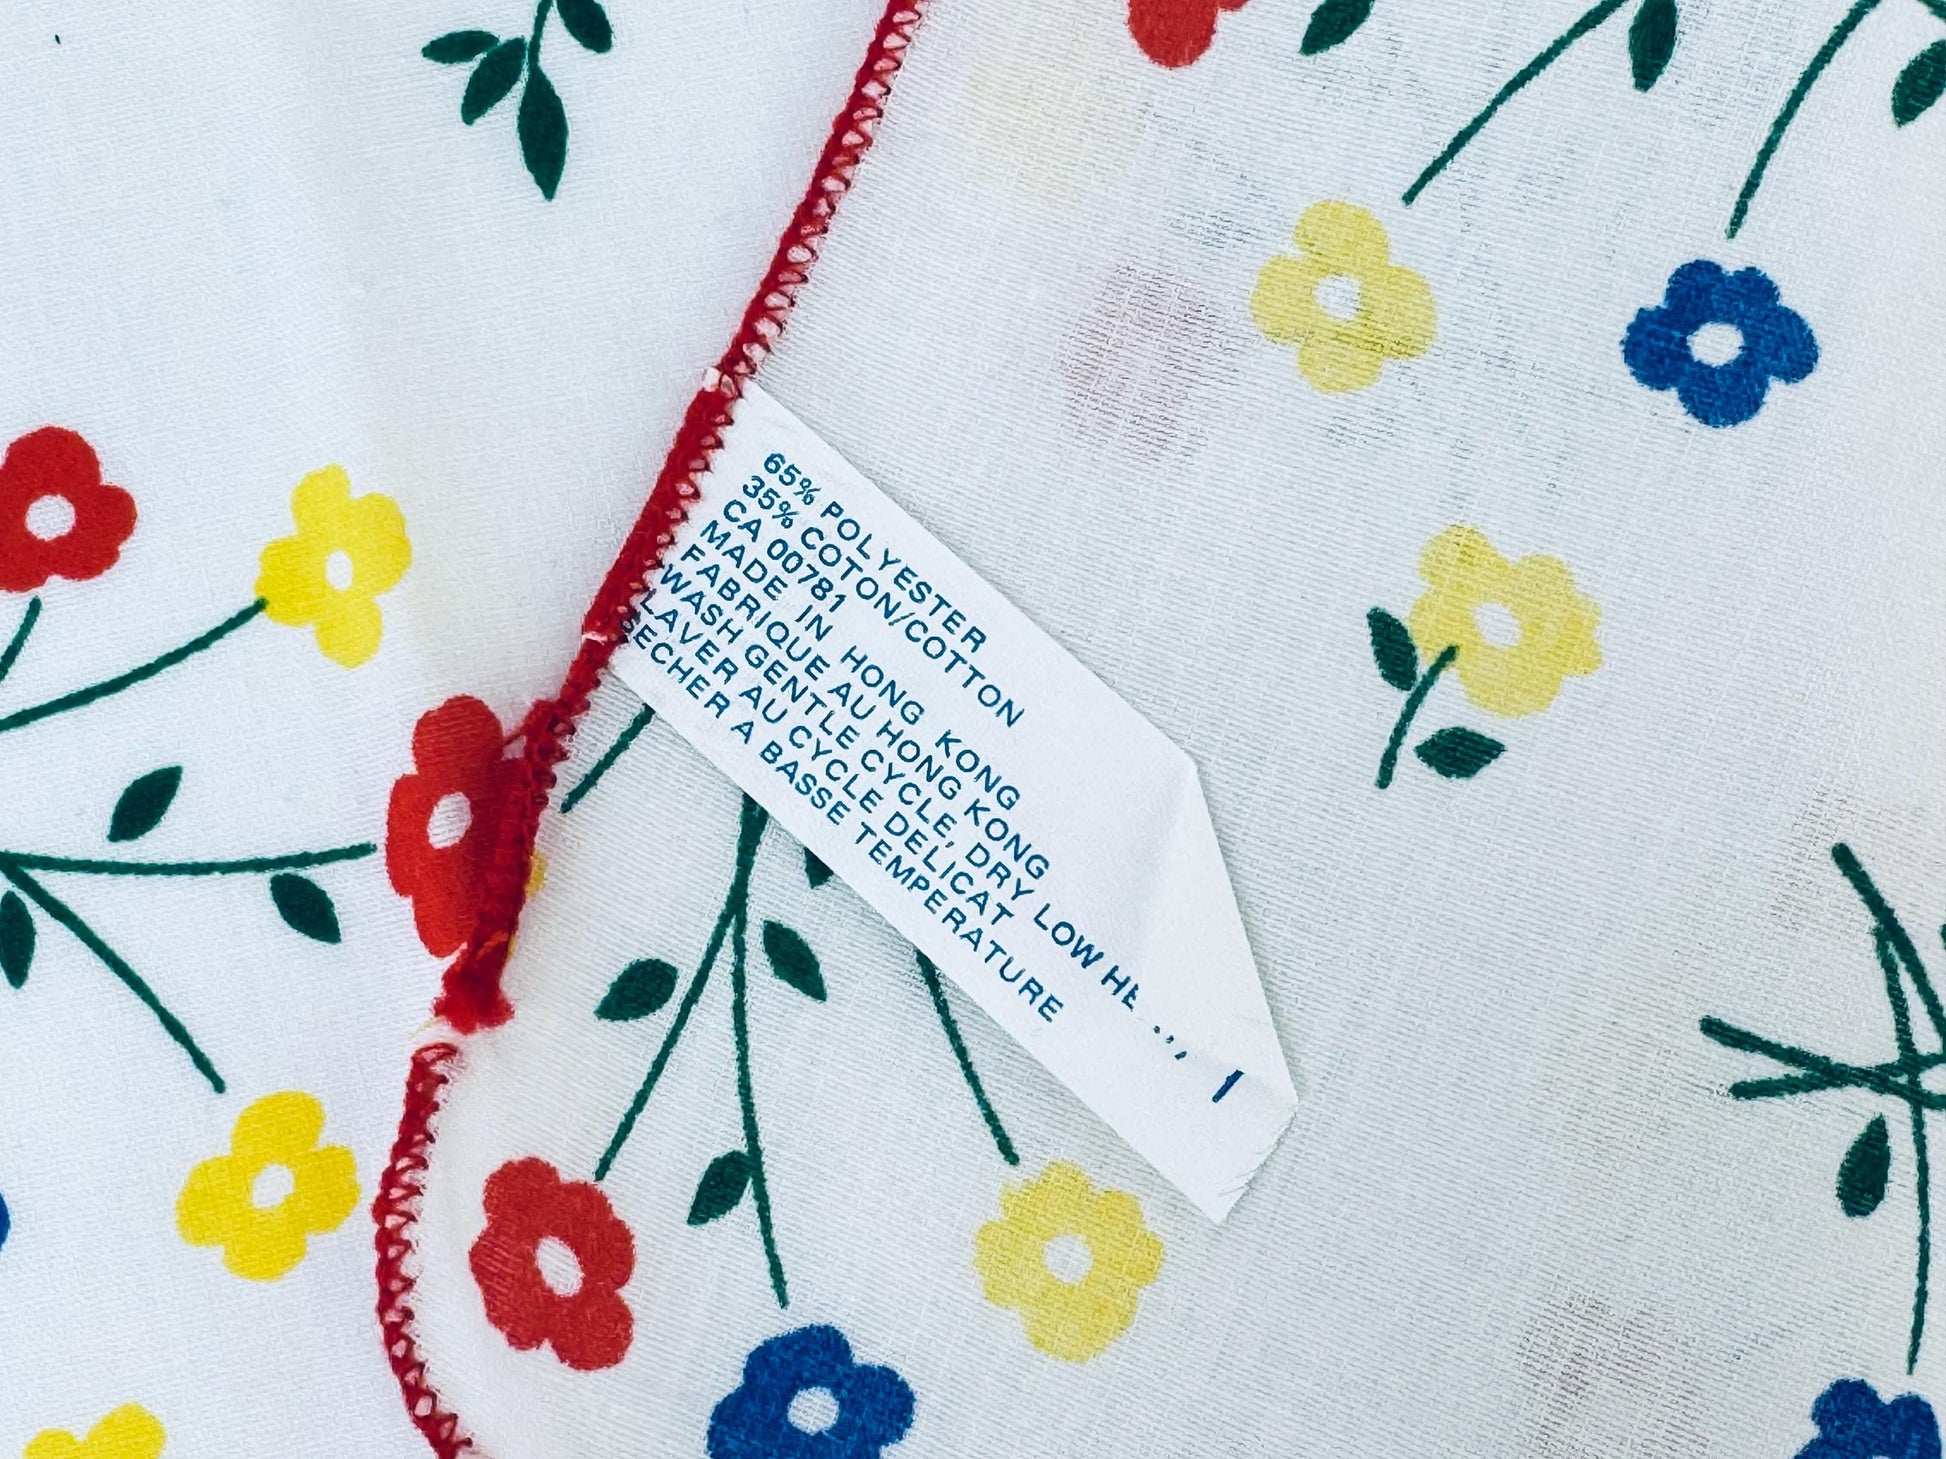 65% POLYESTER
35% COTON/COTTON
CA 00781
MADE IN HONG KONG
FABRIQUE AU HONG KONG
WASH GENTLE CYCLE, DRY LOW
LAVER AU CYCLE DELICAT
SECHER A BASSE TEMPERATURE